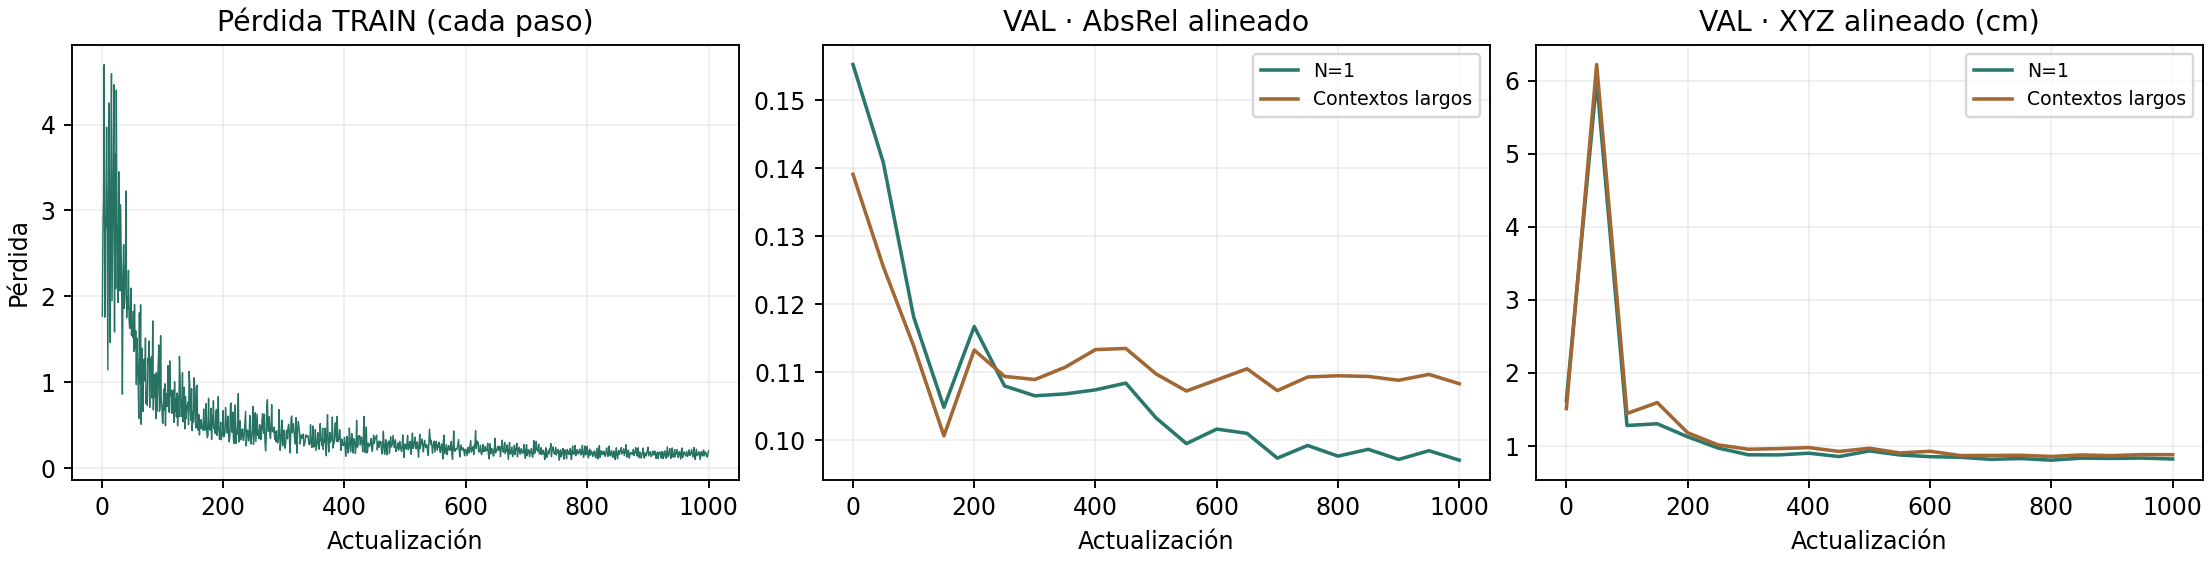 Pérdida TRAIN (cada paso)
Pérdida
4
3
2
1
0
0 200 400 600 800 1000
Actualización
VAL · AbsRel alineado
N=1
Contextos largos
0.15
0.14
0.13
0.12
0.11
0.10
0 200 400 600 800 1000
Actualización
VAL · XYZ alineado (cm)
N=1
Contextos largos
6
5
4
3
2
1
0 200 400 600 800 1000
Actualización